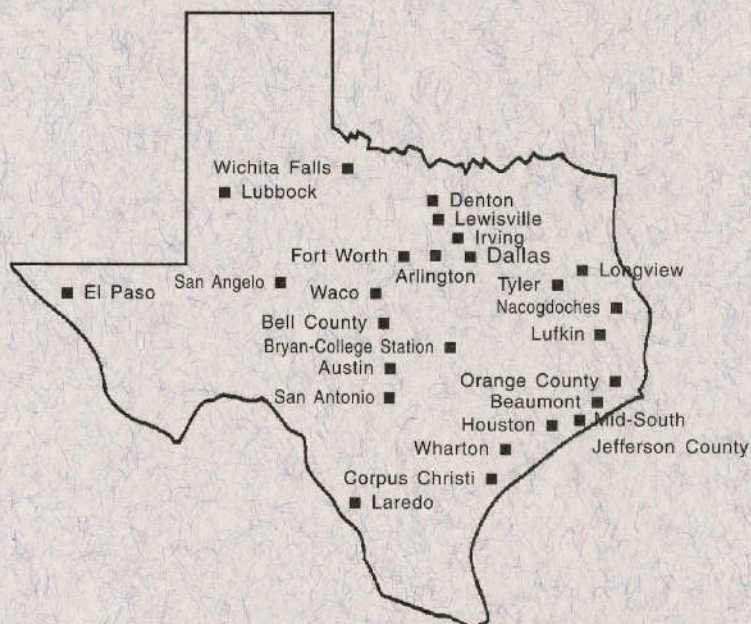 Wichita Falls
Lubbock
Denton
Lewisville
Irving
Fort Worth
Dallas
Arlington
Longview
San Angelo
Tyler
El Paso
Waco
Nacogdoches
Bell County
Lufkin
Bryan-College Station
Austin
Orange County
San Antonio
Beaumont
Mid-South
Houston
Jefferson County
Wharton
Corpus Christi
Laredo